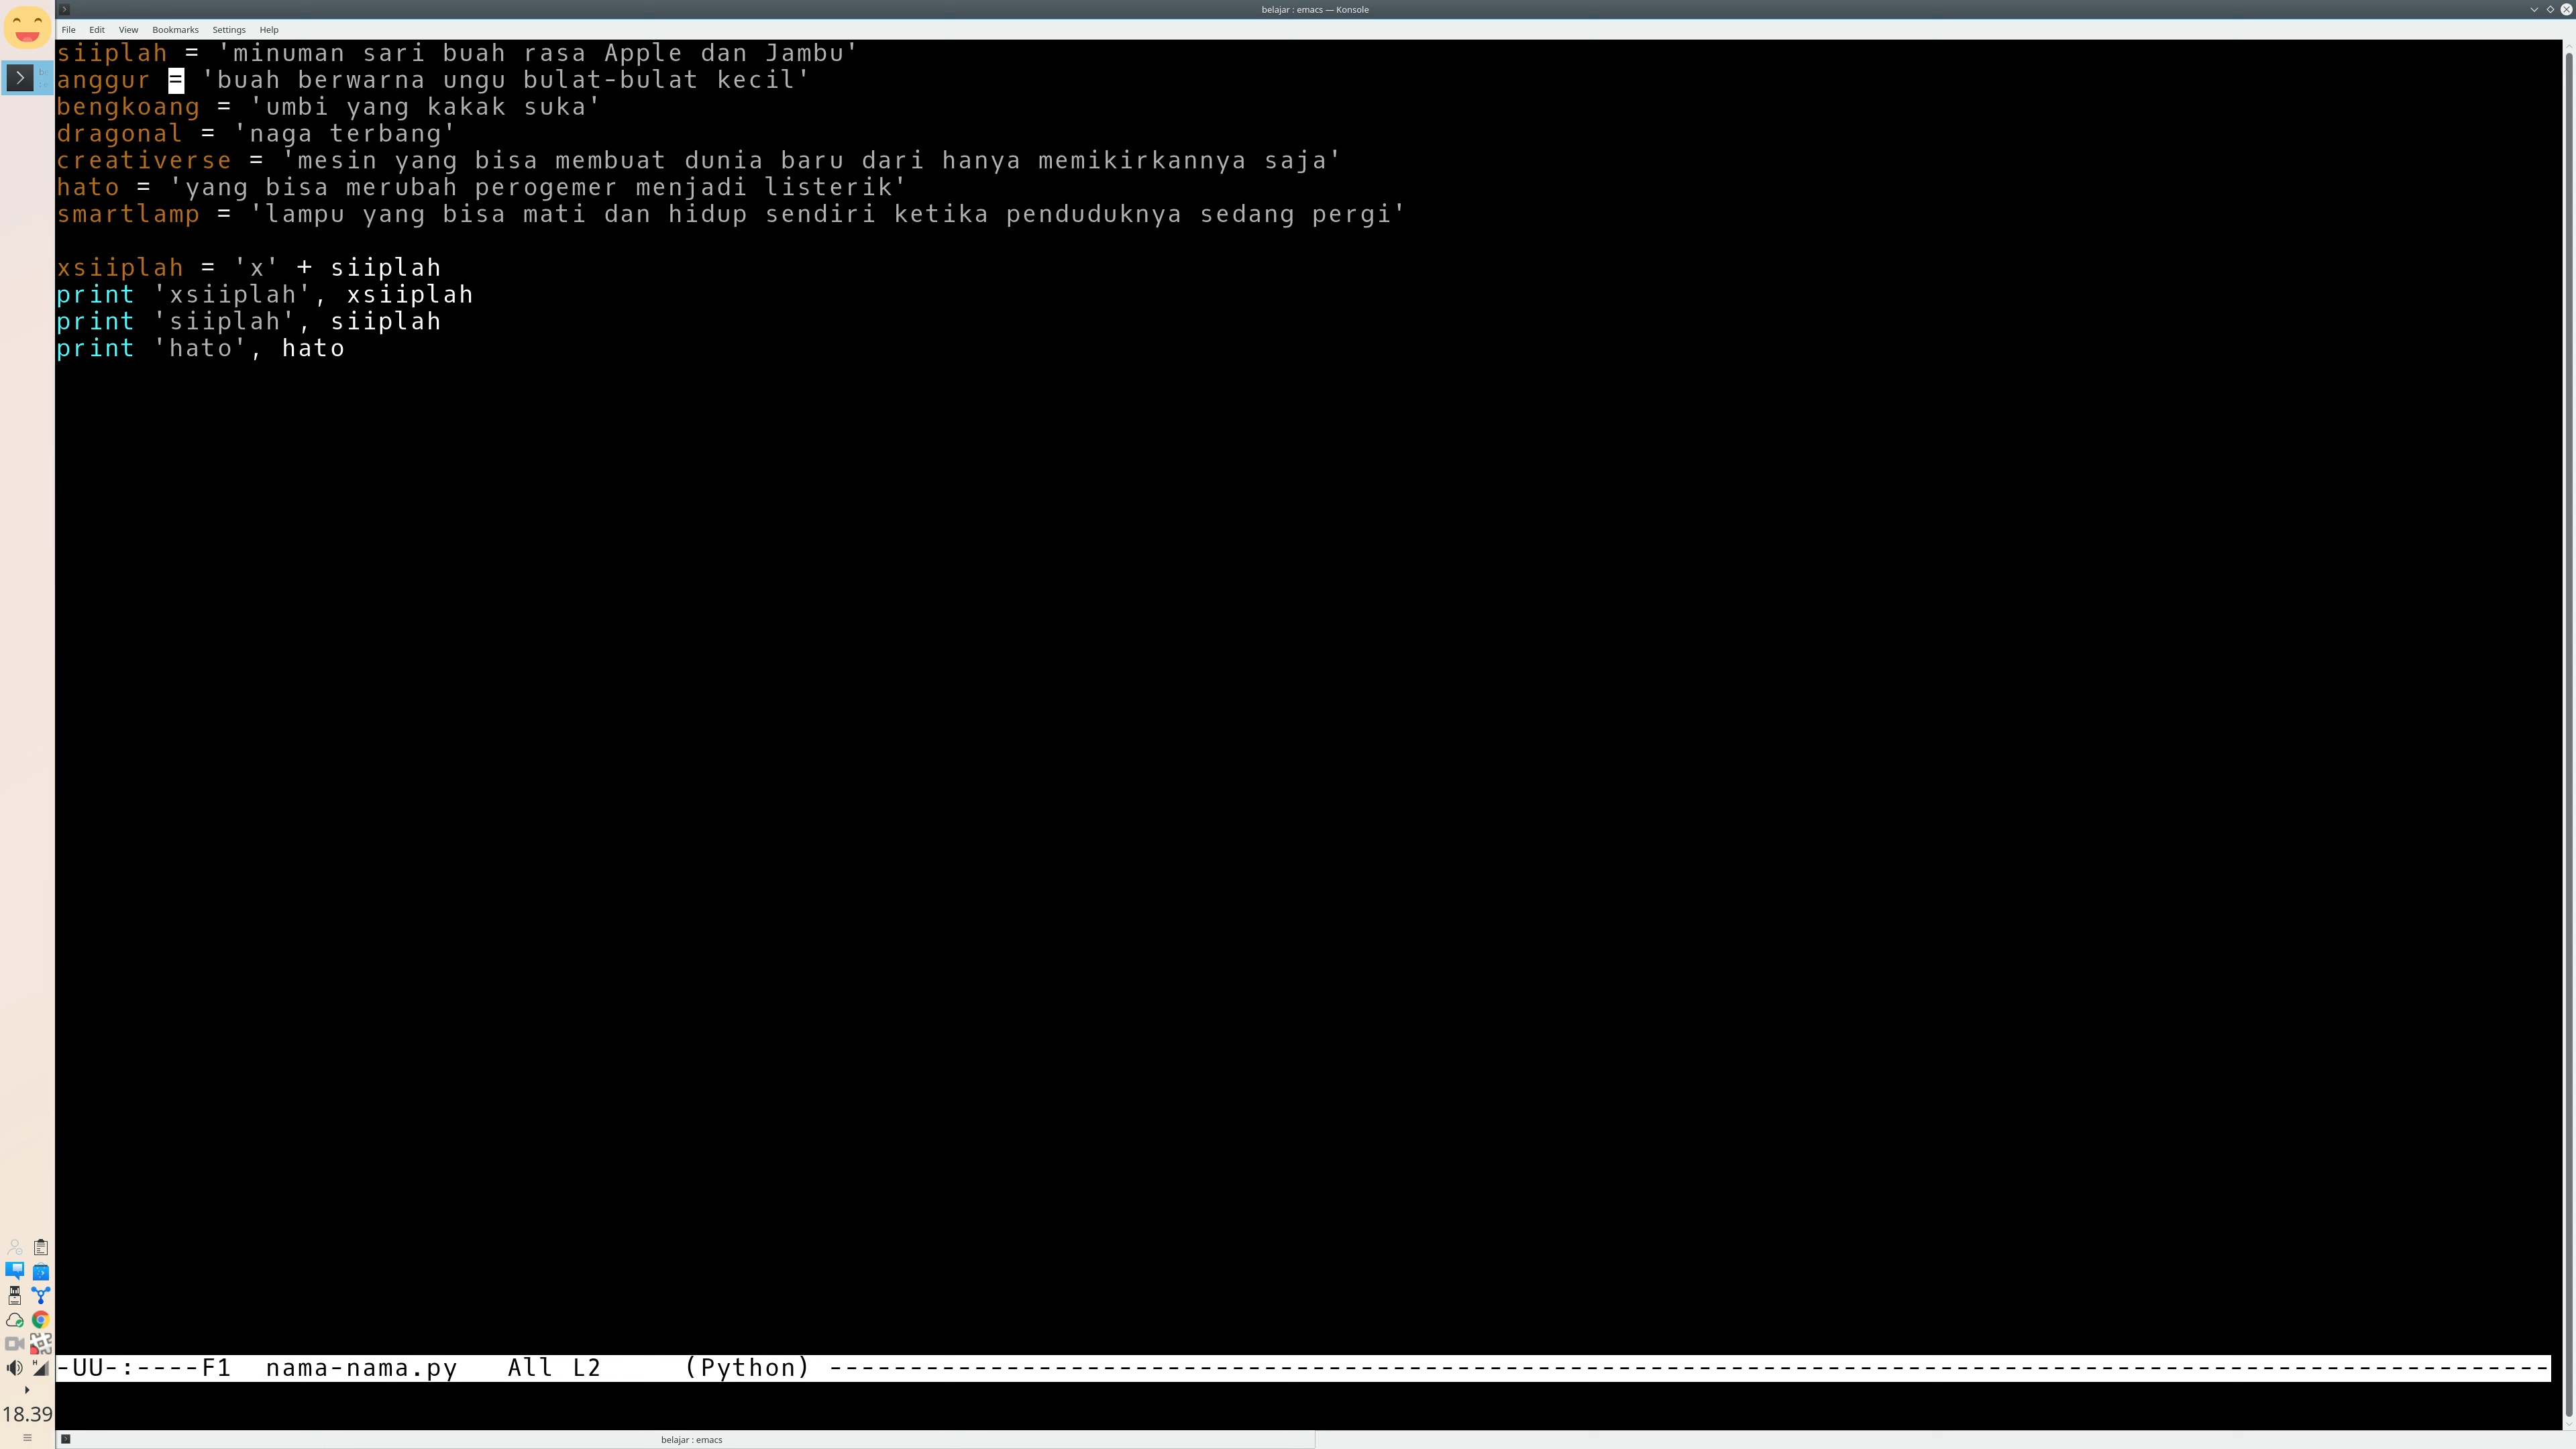 belajar : emacs — Konsole
File Edit View Bookmarks Settings Help
siiplah = 'minuman sari buah rasa Apple dan Jambu'
anggur = 'buah berwarna ungu bulat-bulat kecil'
bengkoang = 'umbi yang kakak suka'
dragonal = 'naga terbang'
creativerse = 'mesin yang bisa membuat dunia baru dari hanya memikirkannya saja'
hato = 'yang bisa merubah perogemer menjadi listerik'
smartlamp = 'lampu yang bisa mati dan hidup sendiri ketika penduduknya sedang pergi'
xsiiplah = 'x' + siiplah
print 'xsiiplah', xsiiplah
print 'siiplah', siiplah
print 'hato', hato
-UU-:----F1  nama-nama.py   All L2     (Python) -----------------------------------------------------------------------------------------------------------
18.39
belajar : emacs